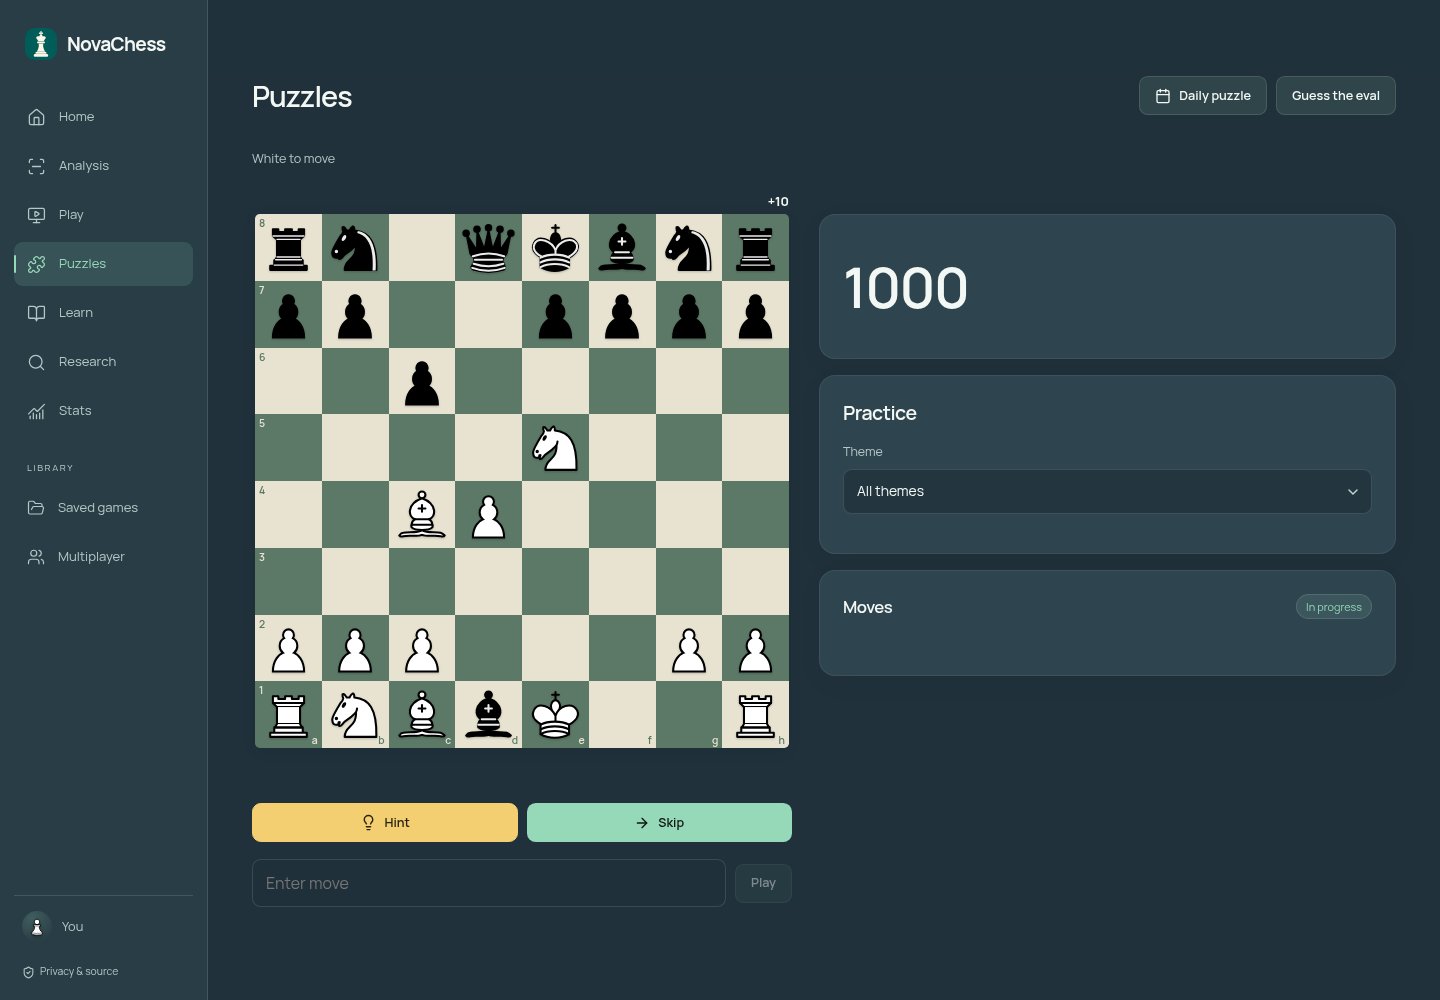 NovaChess
Home
Analysis
Play
Puzzles
Learn
Research
Stats
LIBRARY
Saved games
Multiplayer
You
Privacy & source
Puzzles
Daily puzzle
Guess the eval
White to move
+10
8
7
6
5
4
3
2
1
a
b
c
d
e
f
g
h
Hint
Skip
Enter move
Play
1000
Practice
Theme
All themes
Moves
In progress